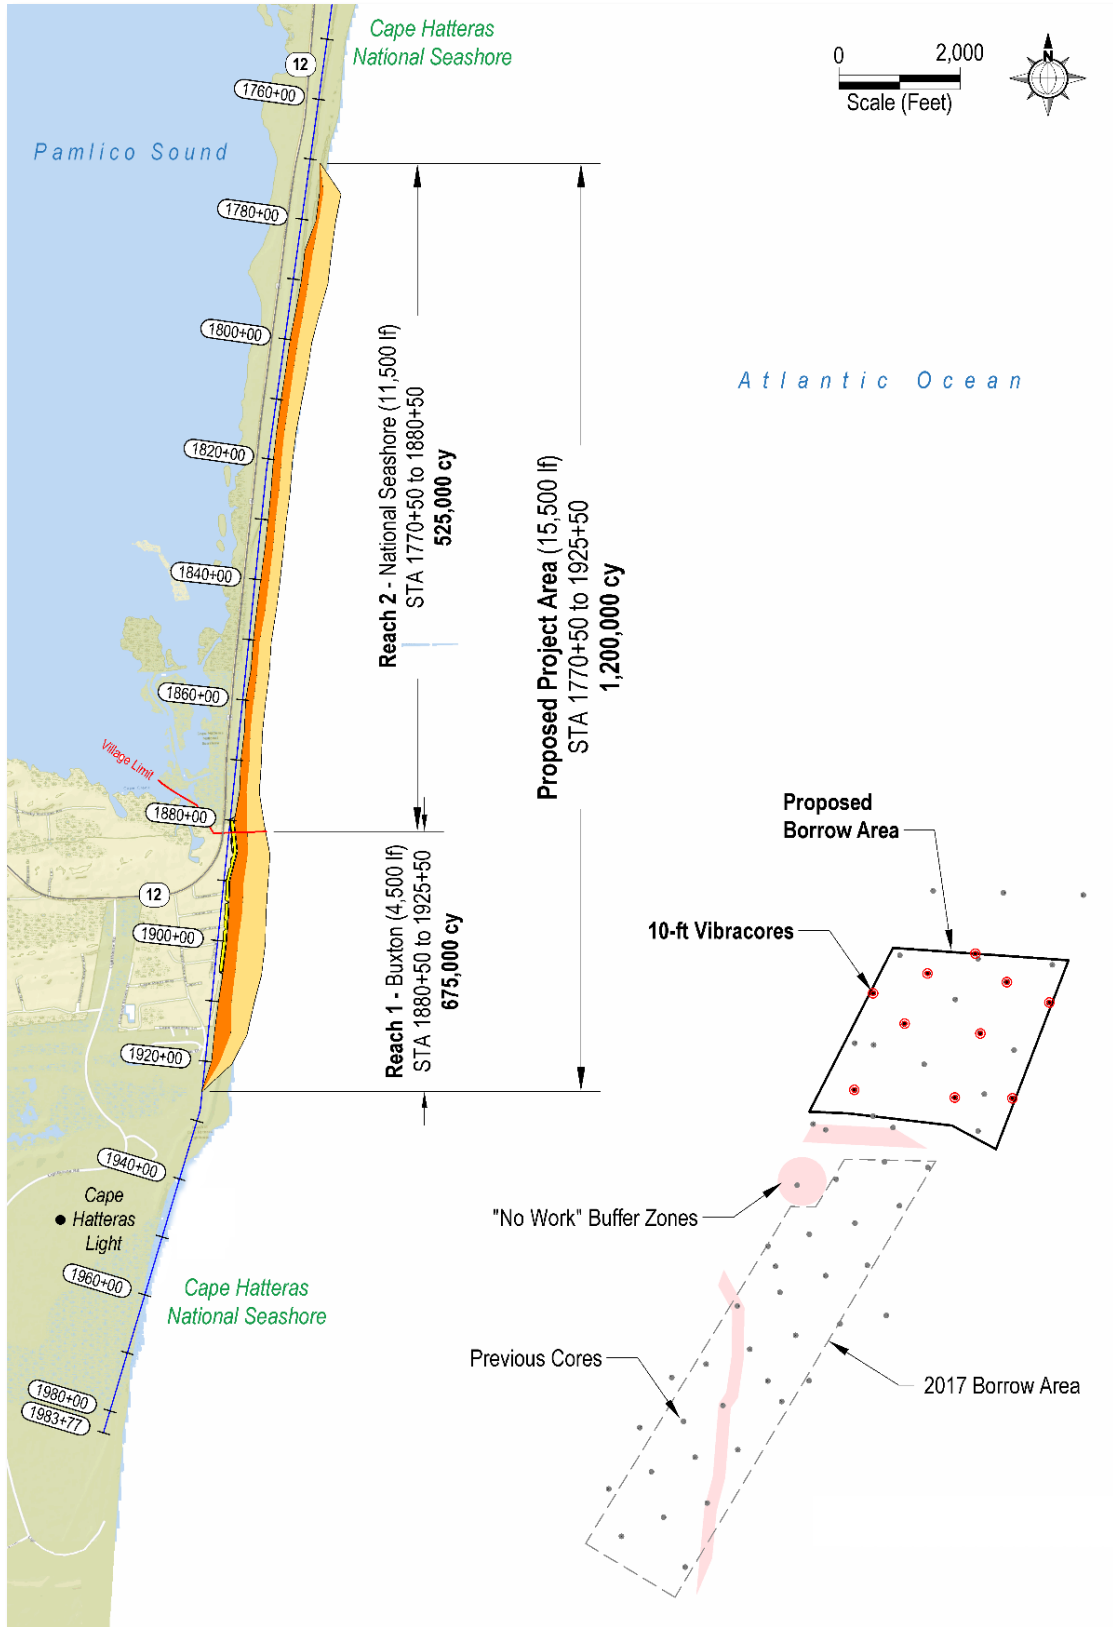 Cape Hatteras
National Seashore
0
2,000
Scale (Feet)
N
12
1760+00
Pamlico Sound
1780+00
1800+00
Atlantic Ocean
1820+00
1840+00
1860+00
Reach 2 - National Seashore (11,500 lf)
STA 1770+50 to 1880+50
525,000 cy
Proposed Project Area (15,500 lf)
STA 1770+50 to 1925+50
1,200,000 cy
Village Limit
1880+00
Reach 1 - Buxton (4,500 lf)
STA 1880+50 to 1925+50
675,000 cy
12
1900+00
1920+00
Proposed
Borrow Area
10-ft Vibracores
1940+00
Cape
Hatteras
Light
"No Work" Buffer Zones
1960+00
Cape Hatteras
National Seashore
Previous Cores
2017 Borrow Area
1980+00
1983+77